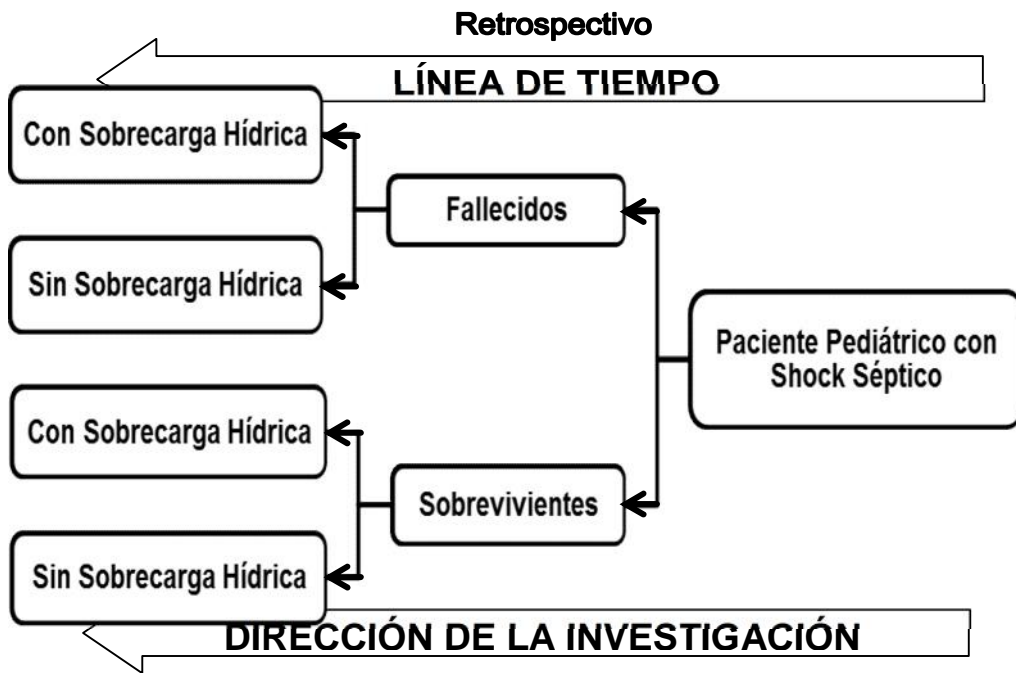 Retrospectivo
LÍNEA DE TIEMPO
Con Sobrecarga Hídrica
Fallecidos
Sin Sobrecarga Hídrica
Paciente Pediátrico con
Shock Séptico
Con Sobrecarga Hídrica
Sobrevivientes
Sin Sobrecarga Hídrica
DIRECCIÓN DE LA INVESTIGACIÓN